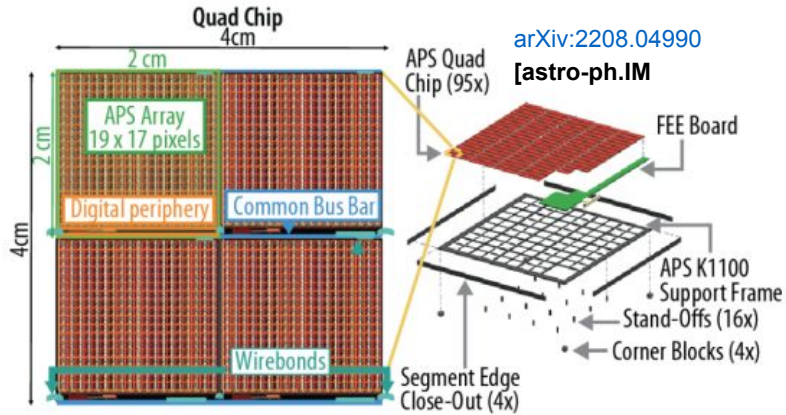 Quad Chip
4cm
2 cm
2 cm
4cm
APS Array
19 x 17 pixels
Digital periphery
Common Bus Bar
Wirebonds
arXiv:2208.04990
[astro-ph.IM
APS Quad
Chip (95x)
FEE Board
APS K1100
Support Frame
Stand-Offs (16x)
Corner Blocks (4x)
Segment Edge
Close-Out (4x)